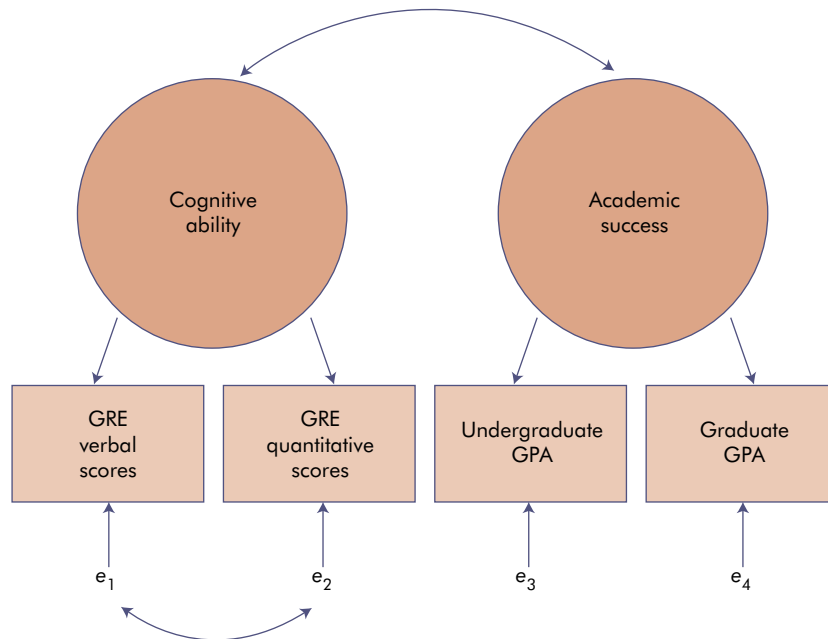 Cognitive
ability
Academic
success
GRE
verbal
scores
GRE
quantitative
scores
Undergraduate
GPA
Graduate
GPA
e₁
e₂
e₃
e₄